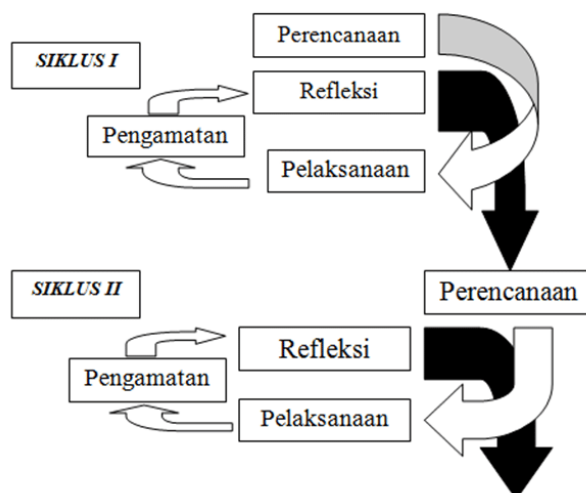 Perencanaan
SIKLUS I
Refleksi
Pengamatan
Pelaksanaan
SIKLUS II
Perencanaan
Refleksi
Pengamatan
Pelaksanaan